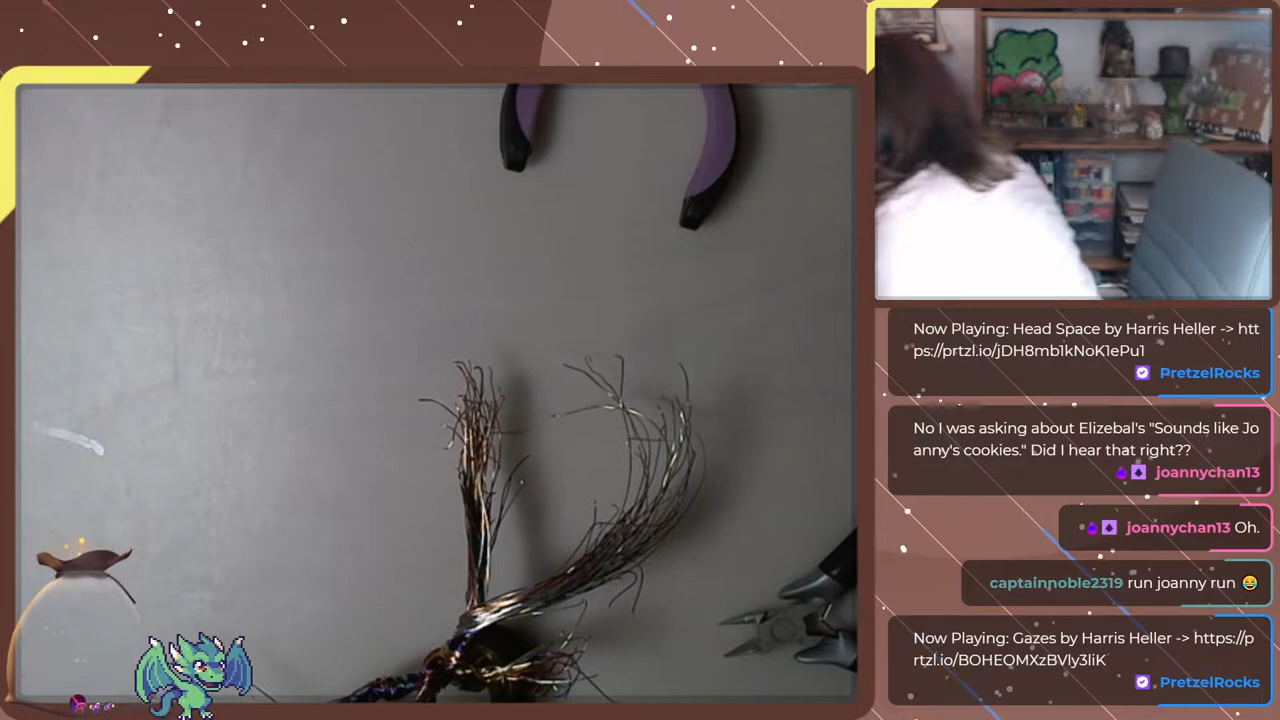 Now Playing: Head Space by Harris Heller -> htt
ps://prtzl.io/jDH8mb1kNoK1ePu1
PretzelRocks
No I was asking about Elizebal's "Sounds like Jo
anny's cookies." Did I hear that right??
joannychan13
joannychan13 Oh.
captainnoble2319 run joanny run 😂
Now Playing: Gazes by Harris Heller -> https://p
rtzl.io/BOHEQMXzBVly3liK
PretzelRocks